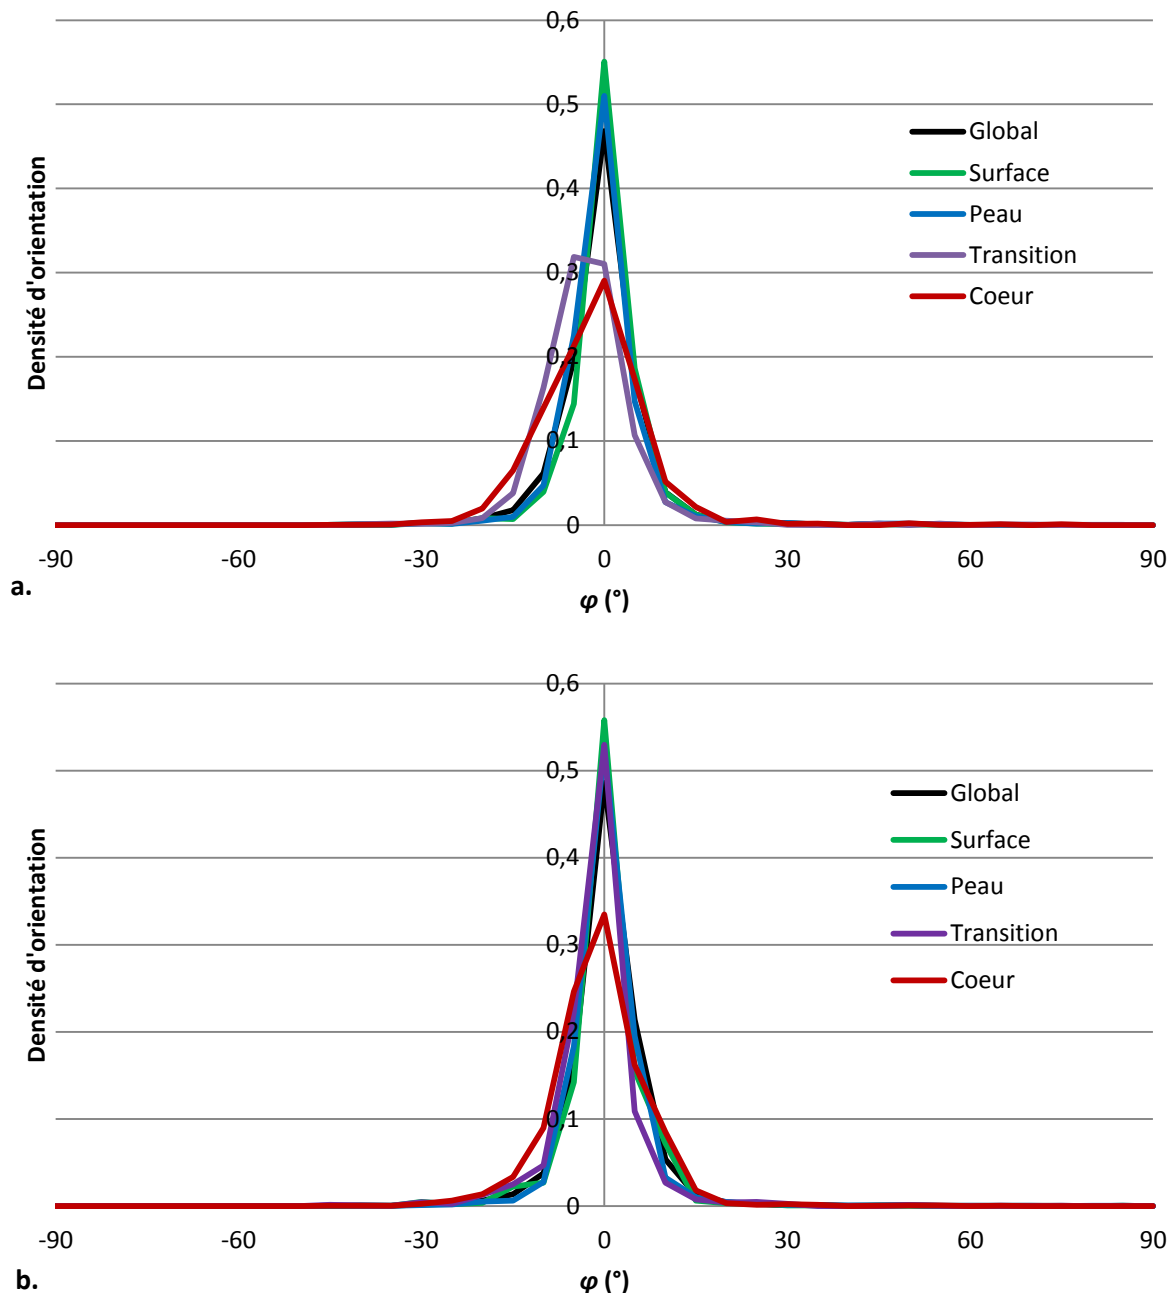 0,6
0,5
0,4
0,3
0,2
0,1
0
Densité d'orientation
Global
Surface
Peau
Transition
Coeur
-90 -60 -30 0 30 60 90
φ (°)
a.
0,6
0,5
0,4
0,3
0,2
0,1
0
Densité d'orientation
Global
Surface
Peau
Transition
Coeur
-90 -60 -30 0 30 60 90
φ (°)
b.